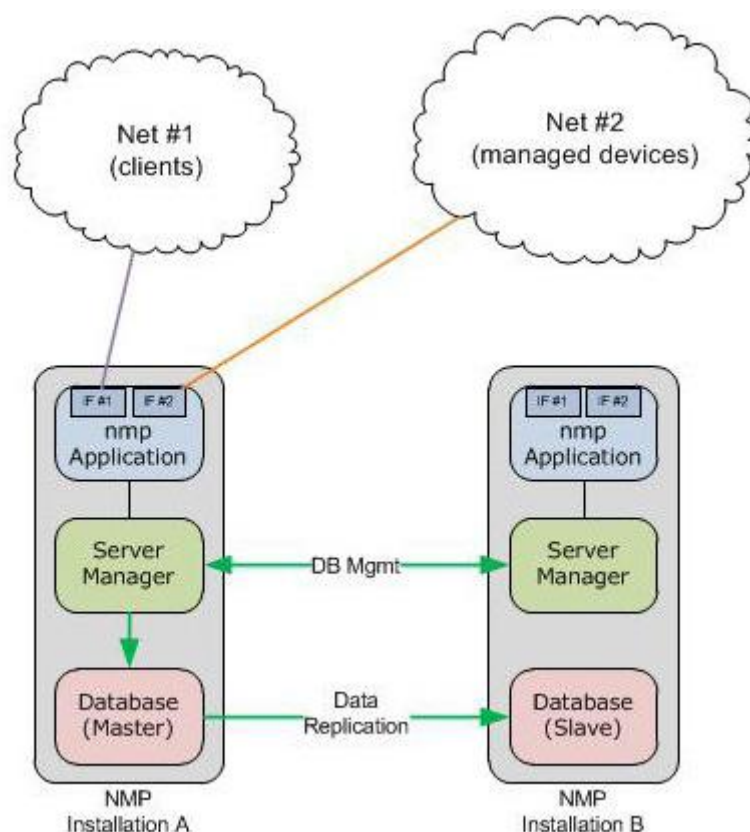 Net #1
(clients)
Net #2
(managed devices)
IF #1
IF #2
nmp
Application
IF #1
IF #2
nmp
Application
Server
Manager
DB Mgmt
Server
Manager
Database
(Master)
Data
Replication
Database
(Slave)
NMP
Installation A
NMP
Installation B